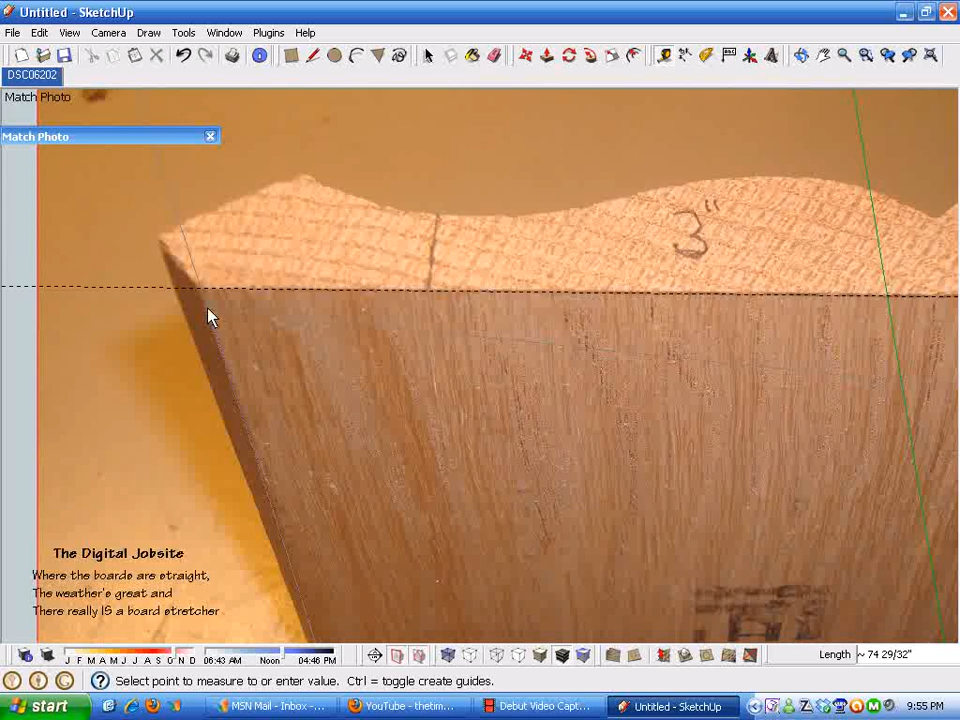 Untitled - SketchUp
File Edit View Camera Draw Tools Window Plugins Help
DSC06202
Match Photo
Match Photo
3"
The Digital Jobsite
Where the boards are straight,
The weather's great and
There really IS a board stretcher
J F M A M J J A S O N D 06:43 AM Noon 04:46 PM
Length ~ 74 29/32"
Select point to measure to or enter value. Ctrl = toggle create guides.
start MSN Mail - Inbox -... YouTube - thetim... Debut Video Capt... Untitled - SketchUp 9:55 PM